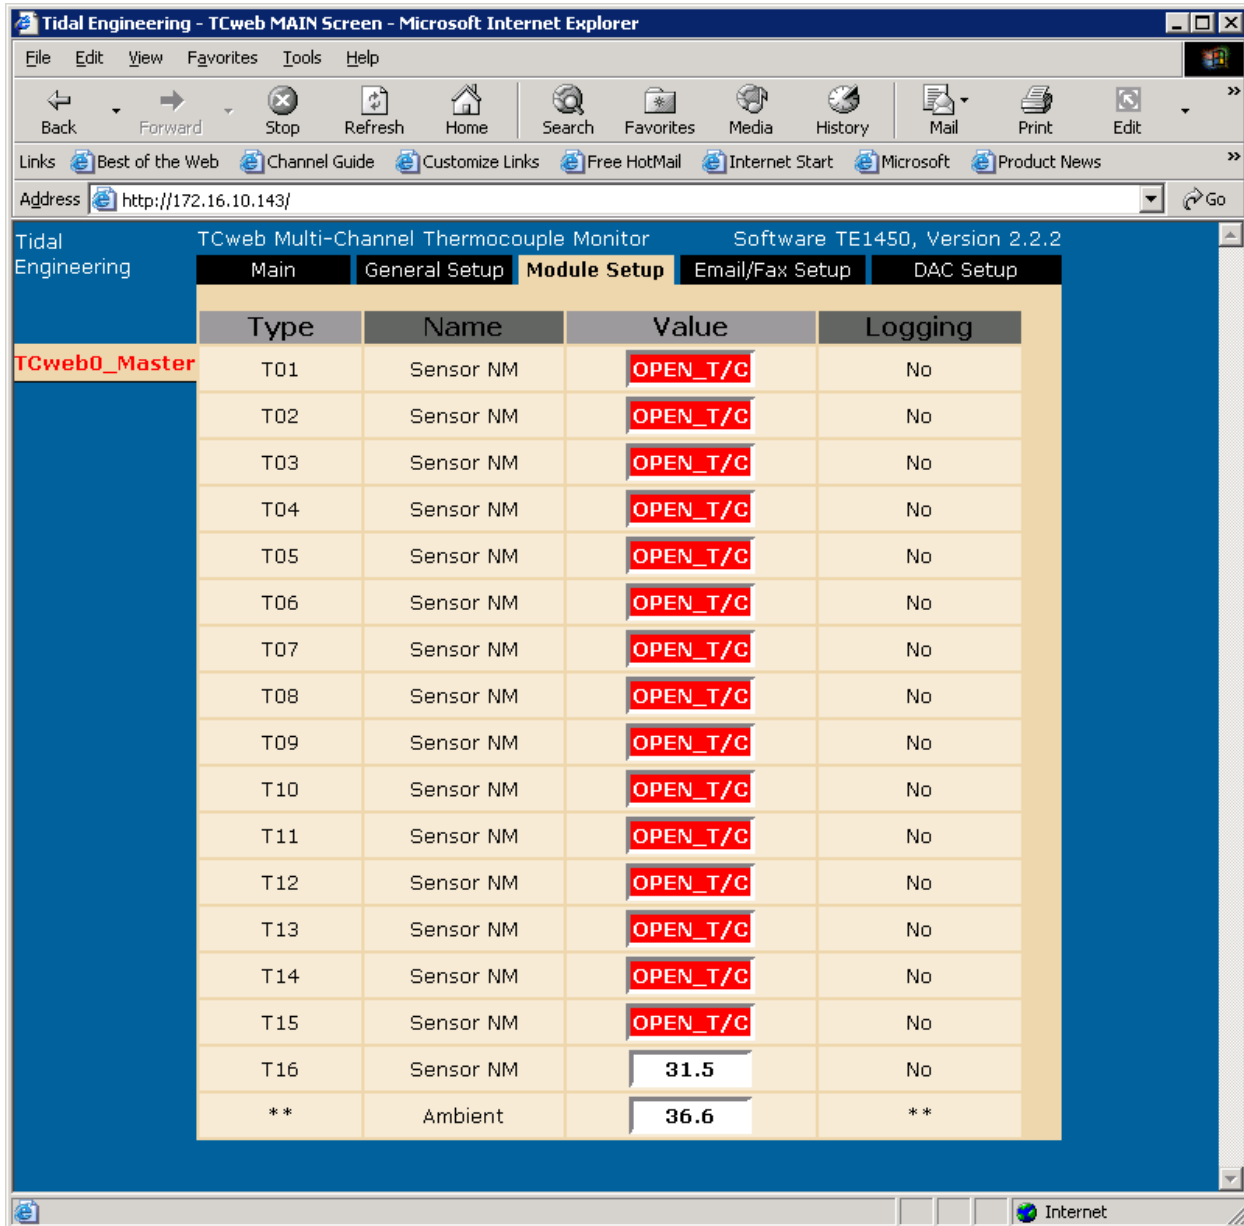 Tidal Engineering - TCweb MAIN Screen - Microsoft Internet Explorer
File Edit View Favorites Tools Help
Back Forward Stop Refresh Home Search Favorites Media History Mail Print Edit »
Links Best of the Web Channel Guide Customize Links Free HotMail Internet Start Microsoft Product News »
Address http://172.16.10.143/ Go
Tidal Engineering
TCweb Multi-Channel Thermocouple Monitor Software TE1450, Version 2.2.2
Main General Setup Module Setup Email/Fax Setup DAC Setup
TCweb0_Master
Type Name Value Logging
T01 Sensor NM OPEN_T/C No
T02 Sensor NM OPEN_T/C No
T03 Sensor NM OPEN_T/C No
T04 Sensor NM OPEN_T/C No
T05 Sensor NM OPEN_T/C No
T06 Sensor NM OPEN_T/C No
T07 Sensor NM OPEN_T/C No
T08 Sensor NM OPEN_T/C No
T09 Sensor NM OPEN_T/C No
T10 Sensor NM OPEN_T/C No
T11 Sensor NM OPEN_T/C No
T12 Sensor NM OPEN_T/C No
T13 Sensor NM OPEN_T/C No
T14 Sensor NM OPEN_T/C No
T15 Sensor NM OPEN_T/C No
T16 Sensor NM 31.5 No
** Ambient 36.6 **
Internet